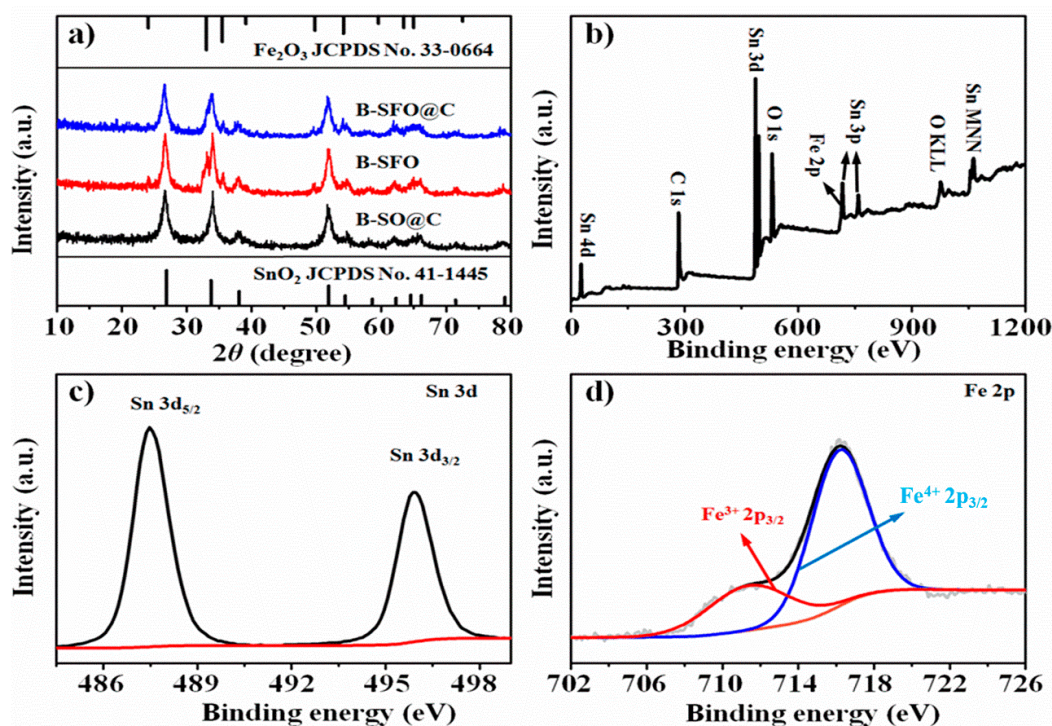 a)
Fe₂O₃ JCPDS No. 33-0664
B-SFO@C
B-SFO
B-SO@C
SnO₂ JCPDS No. 41-1445
Intensity (a.u.)
10 20 30 40 50 60 70 80
2θ (degree)
b)
Sn 4d
C 1s
Sn 3d
O 1s
Fe 2p
Sn 3p
O KLL
Sn MNN
Intensity (a.u.)
0 300 600 900 1200
Binding energy (eV)
c)
Sn 3d
Sn 3d₅/₂
Sn 3d₃/₂
Intensity (a.u.)
486 489 492 495 498
Binding energy (eV)
d)
Fe 2p
Fe³⁺ 2p₃/₂
Fe⁴⁺ 2p₃/₂
Intensity (a.u.)
702 706 710 714 718 722 726
Binding energy (eV)